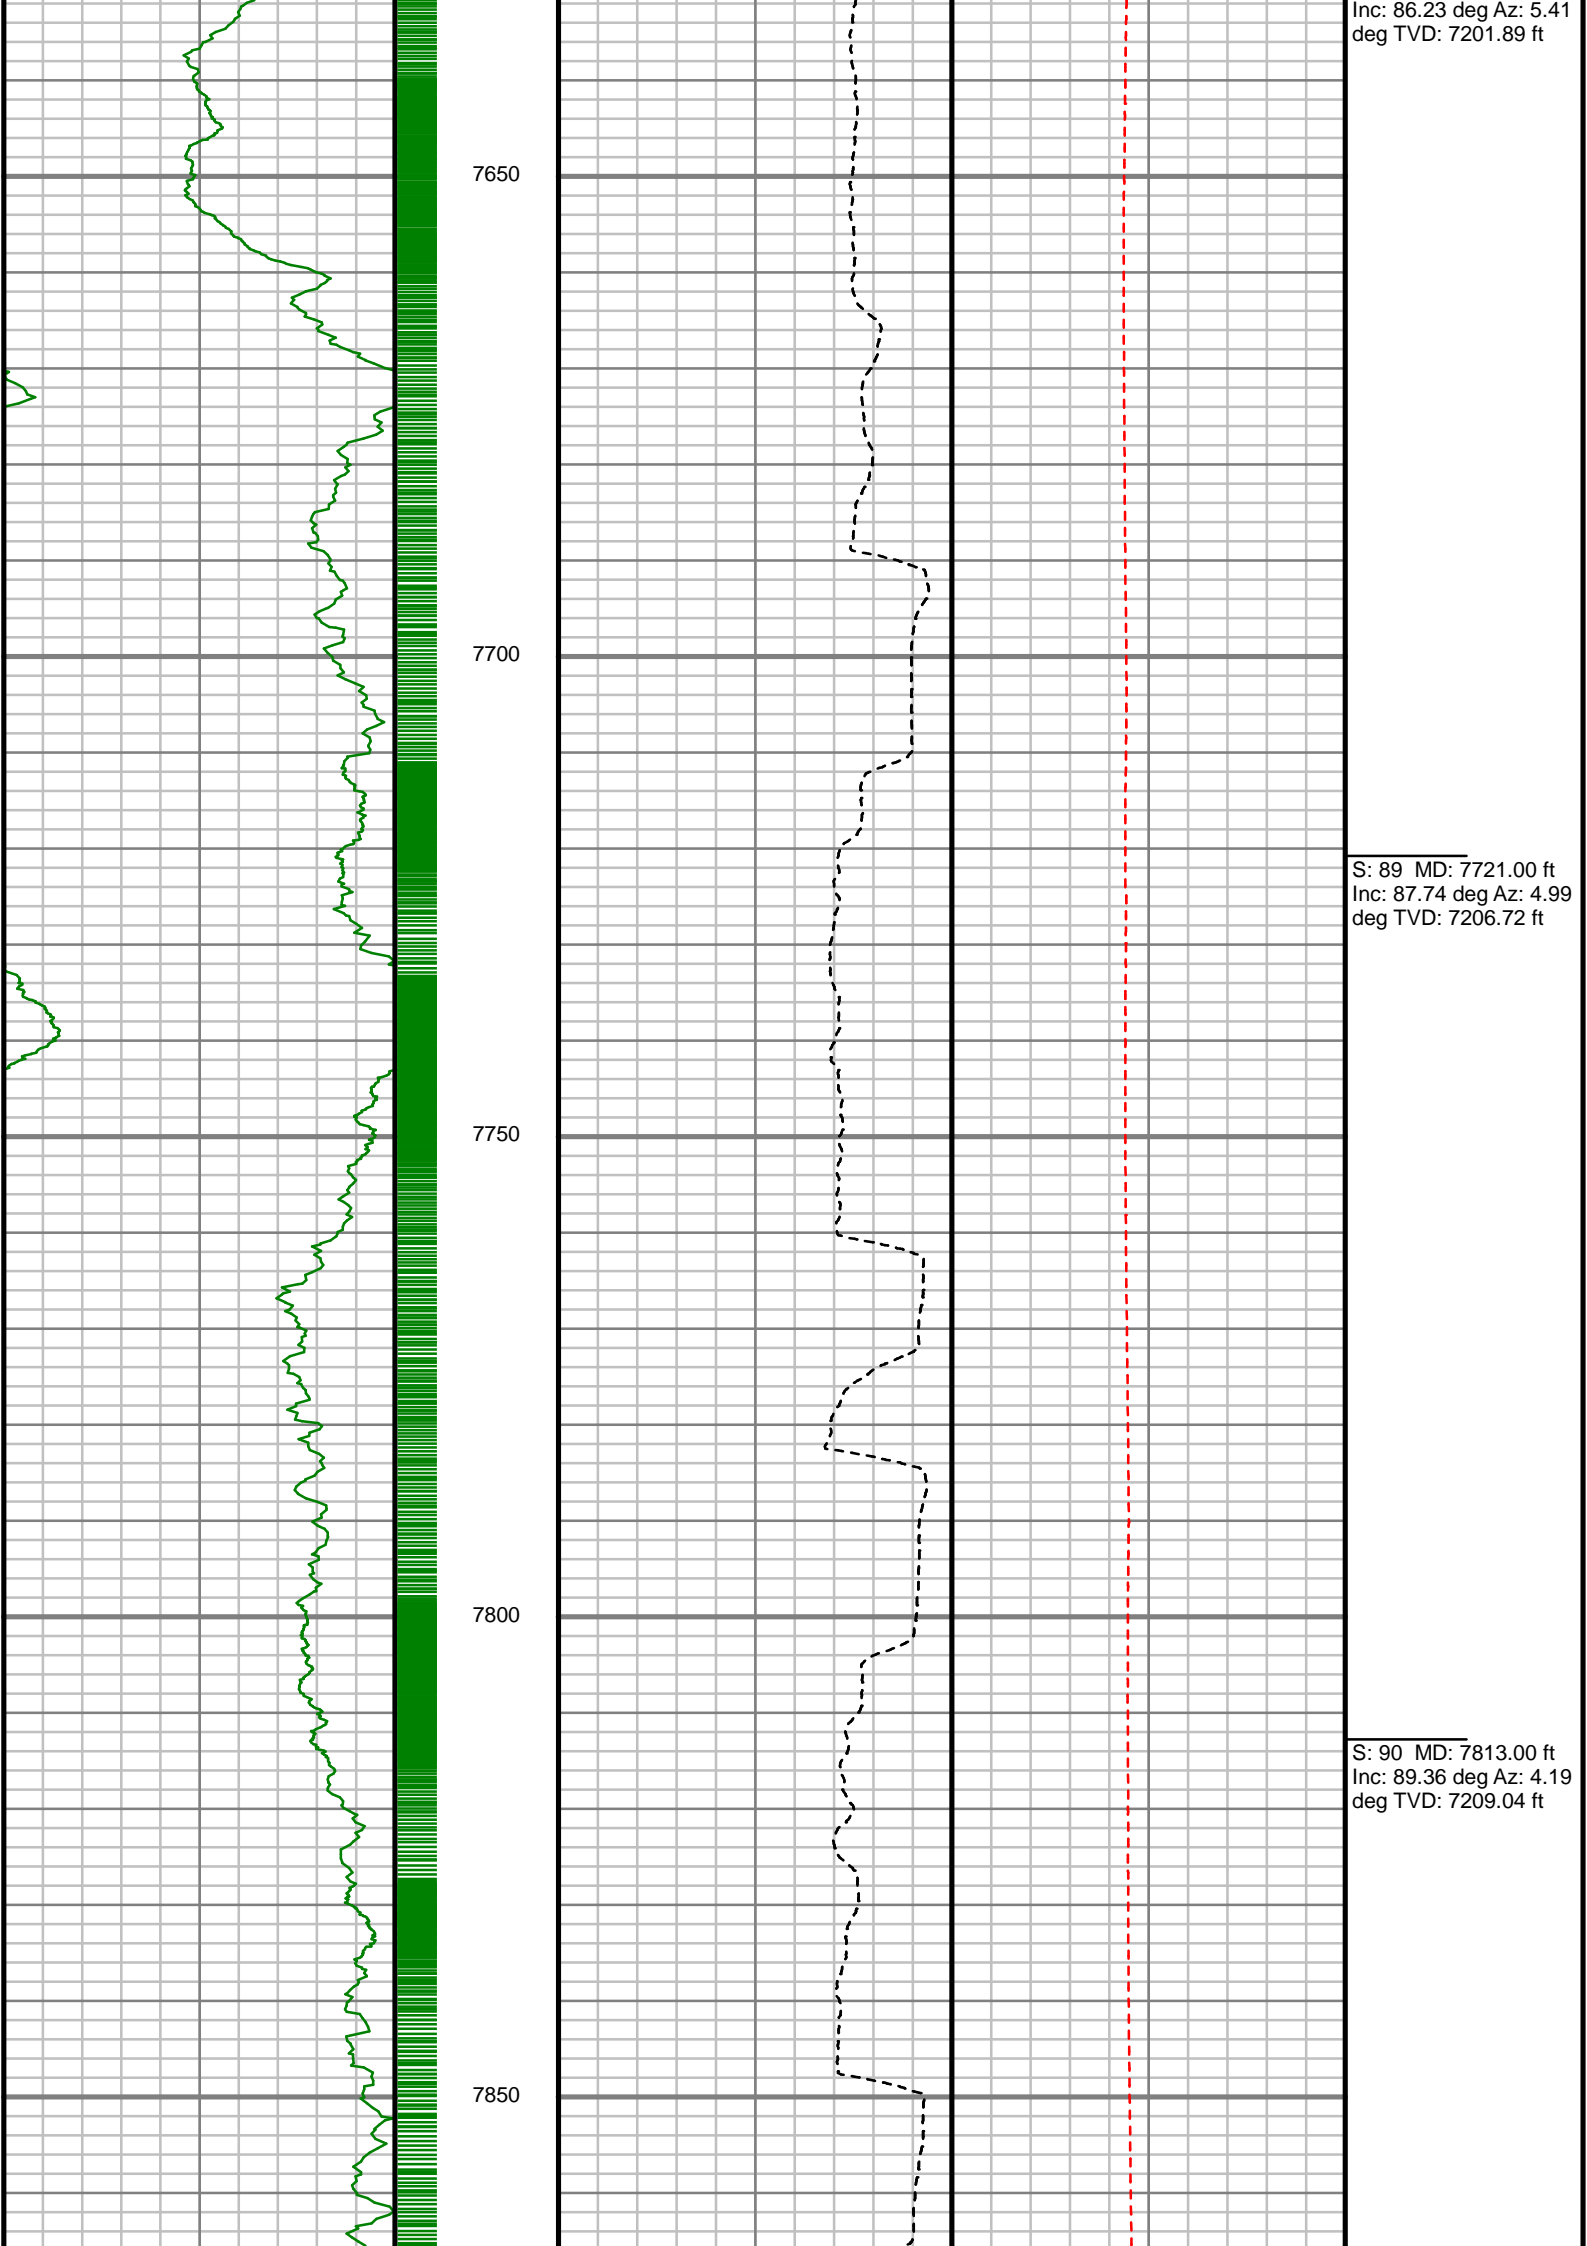 Inc: 86.23 deg Az: 5.41
deg TVD: 7201.89 ft
7650
7700
S: 89 MD: 7721.00 ft
Inc: 87.74 deg Az: 4.99
deg TVD: 7206.72 ft
7750
7800
S: 90 MD: 7813.00 ft
Inc: 89.36 deg Az: 4.19
deg TVD: 7209.04 ft
7850